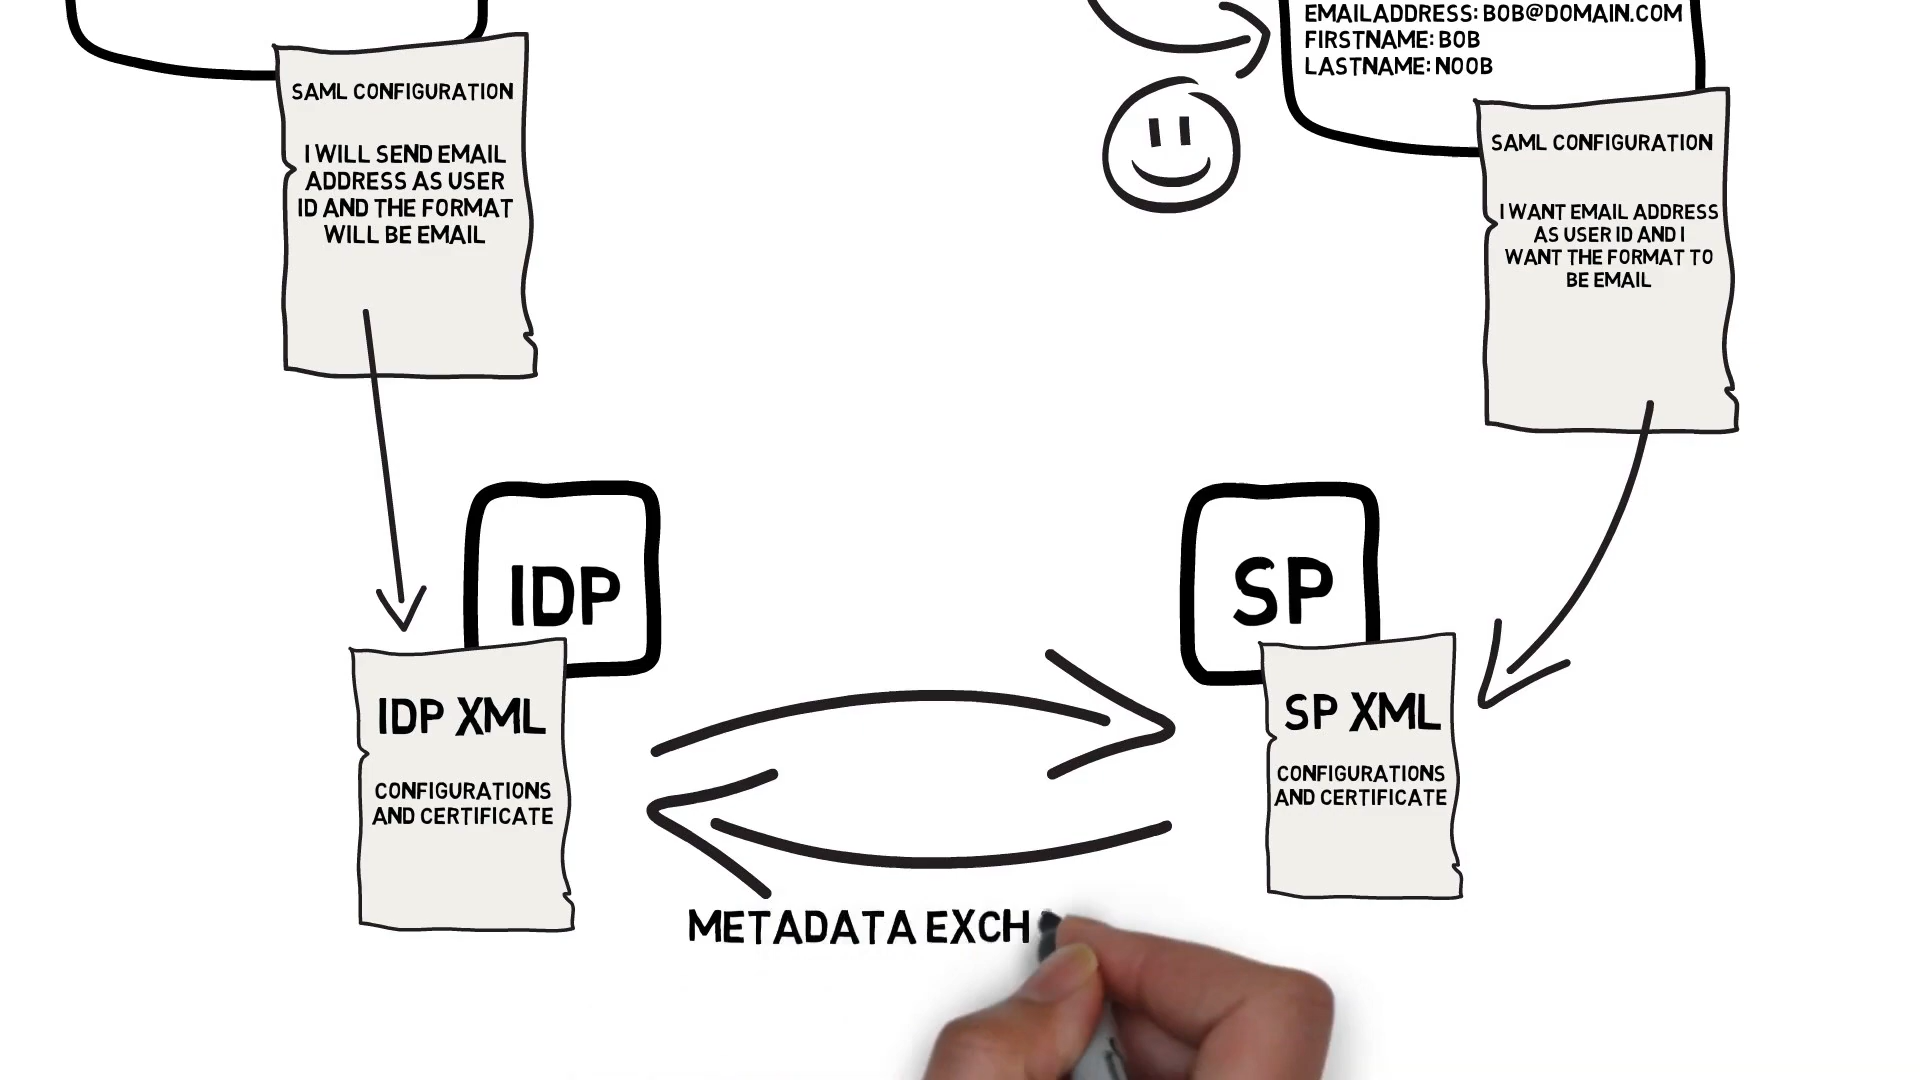 EMAILADDRESS: BOB@DOMAIN.COM
FIRSTNAME: BOB
LASTNAME: NOOB
SAML CONFIGURATION
I WILL SEND EMAIL
ADDRESS AS USER
ID AND THE FORMAT
WILL BE EMAIL
SAML CONFIGURATION
I WANT EMAIL ADDRESS
AS USER ID AND I
WANT THE FORMAT TO
BE EMAIL
IDP
SP
IDP XML
CONFIGURATIONS
AND CERTIFICATE
SP XML
CONFIGURATIONS
AND CERTIFICATE
METADATA EXCH